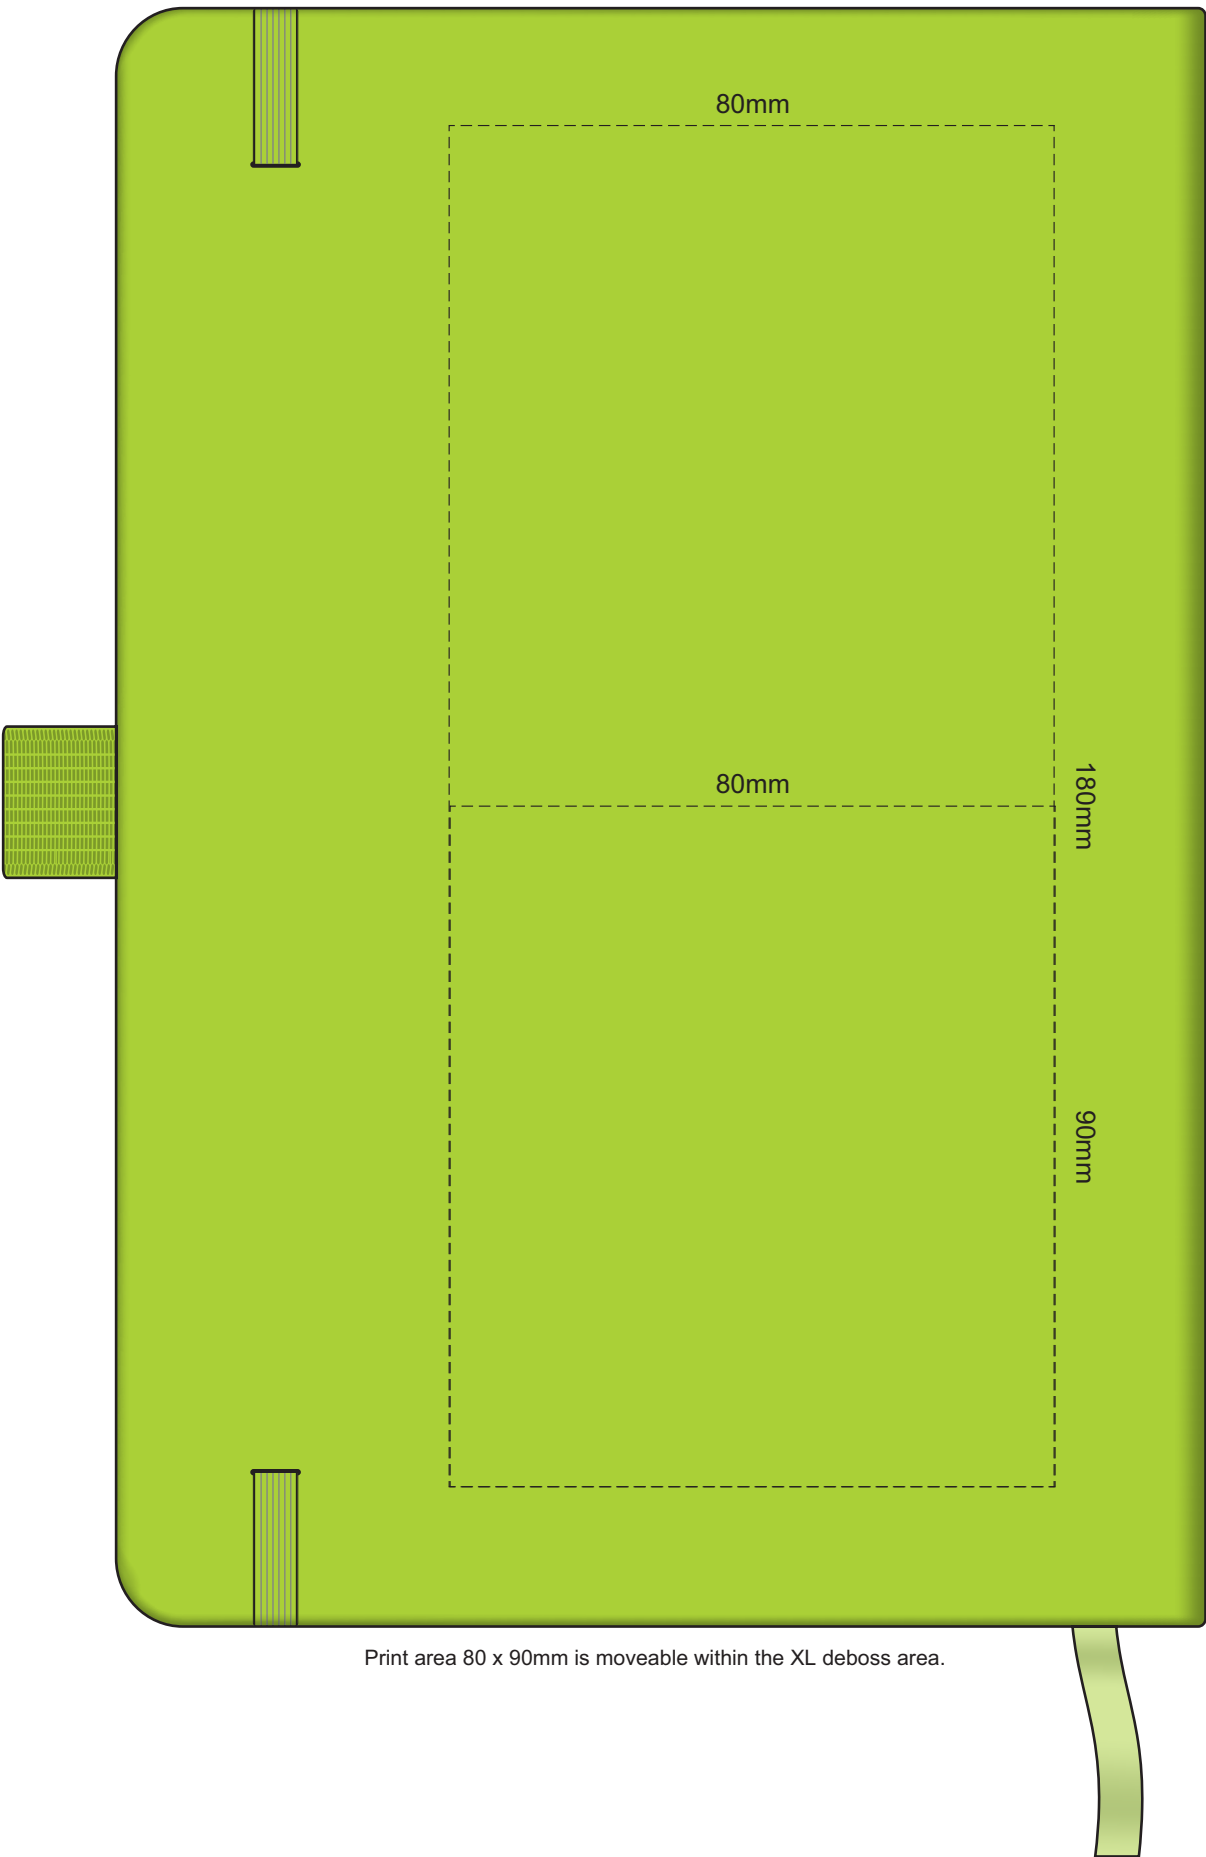 80mm
80mm
180mm
90mm
Print area 80 x 90mm is moveable within the XL deboss area.